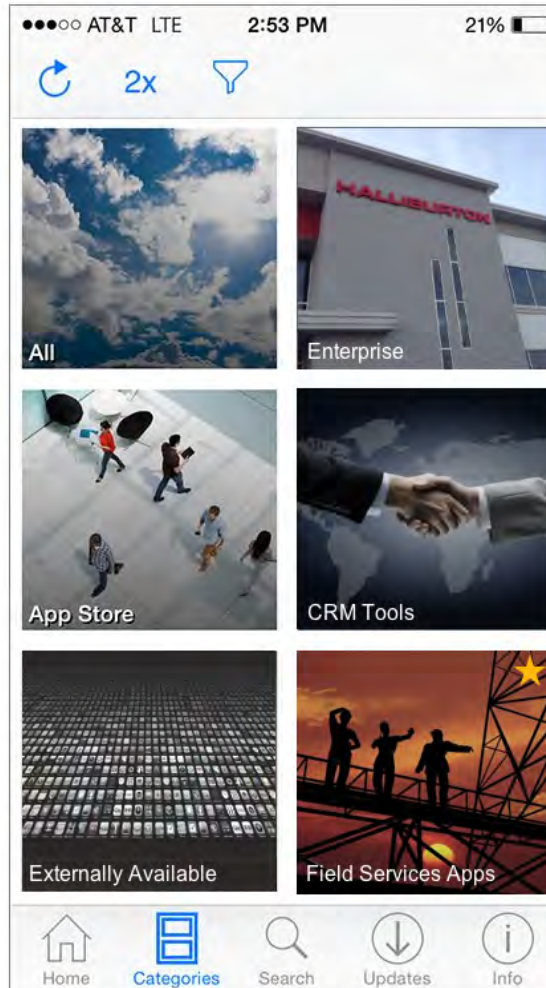 AT&T LTE 2:53 PM 21%
2x
HALLIBURTON
All
Enterprise
App Store
CRM Tools
Externally Available
Field Services Apps
Home Categories Search Updates Info